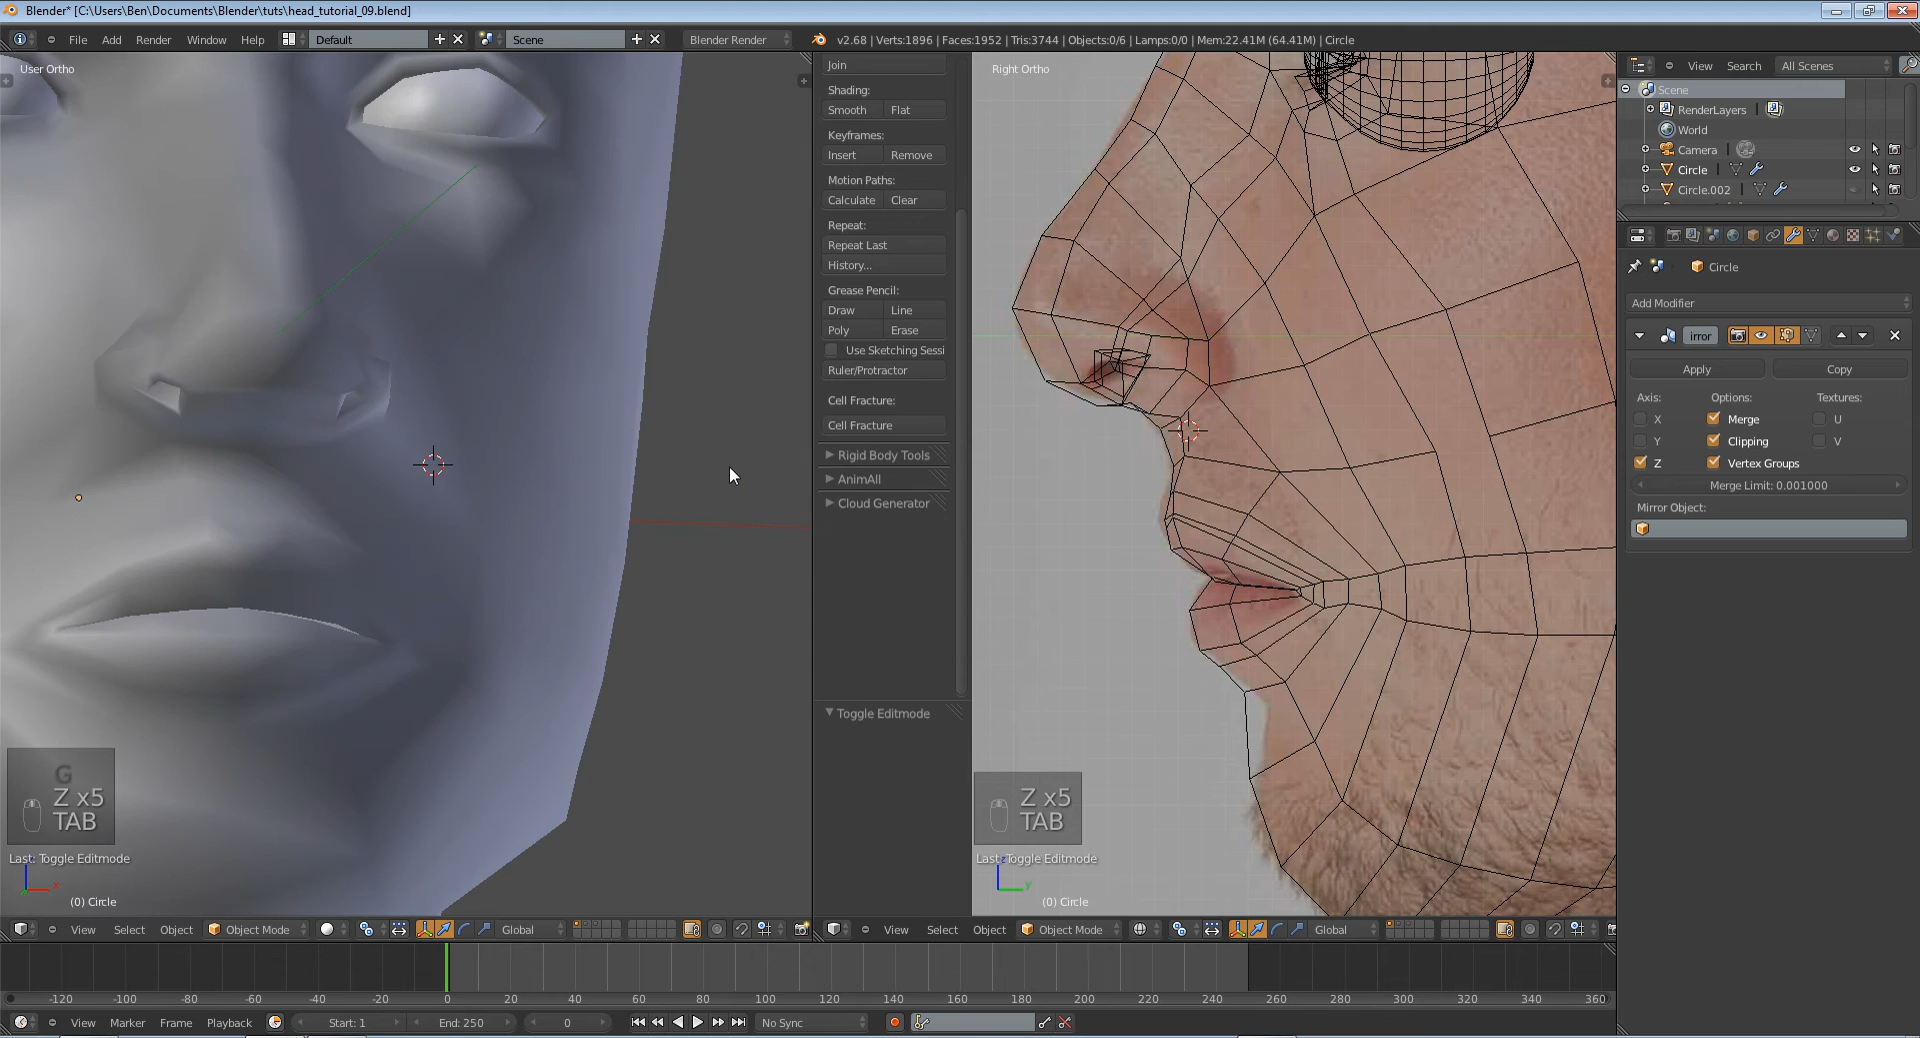 Blender* [C:\Users\Ben\Documents\Blender\tuts\head_tutorial_09.blend]
File Add Render Window Help Default Scene Blender Render v2.68 | Verts:1896 | Faces:1952 | Tris:3744 | Objects:0/6 | Lamps:0/0 | Mem:22.41M (64.41M) | Circle
User Ortho
Join
Shading:
Smooth Flat
Keyframes:
Insert Remove
Motion Paths:
Calculate Clear
Repeat:
Repeat Last
History...
Grease Pencil:
Draw Line
Poly Erase
Use Sketching Sessi
Ruler/Protractor
Cell Fracture:
Cell Fracture
Rigid Body Tools
AnimAll
Cloud Generator
Toggle Editmode
Right Ortho
View Search All Scenes
Scene
RenderLayers
World
Camera
Circle
Circle.002
Circle
Add Modifier
irror
Apply Copy
Axis: Options: Textures:
X Merge U
Y Clipping V
Z Vertex Groups
Merge Limit: 0.001000
Mirror Object:
G
Z x5
TAB
Last: Toggle Editmode
x
(0) Circle
Z x5
TAB
Last: Toggle Editmode
z
y
(0) Circle
View Select Object Object Mode Global
View Select Object Object Mode Global
-120 -100 -80 -60 -40 -20 0 20 40 60 80 100 120 140 160 180 200 220 240 260 280 300 320 340 360
View Marker Frame Playback Start: 1 End: 250 0 No Sync